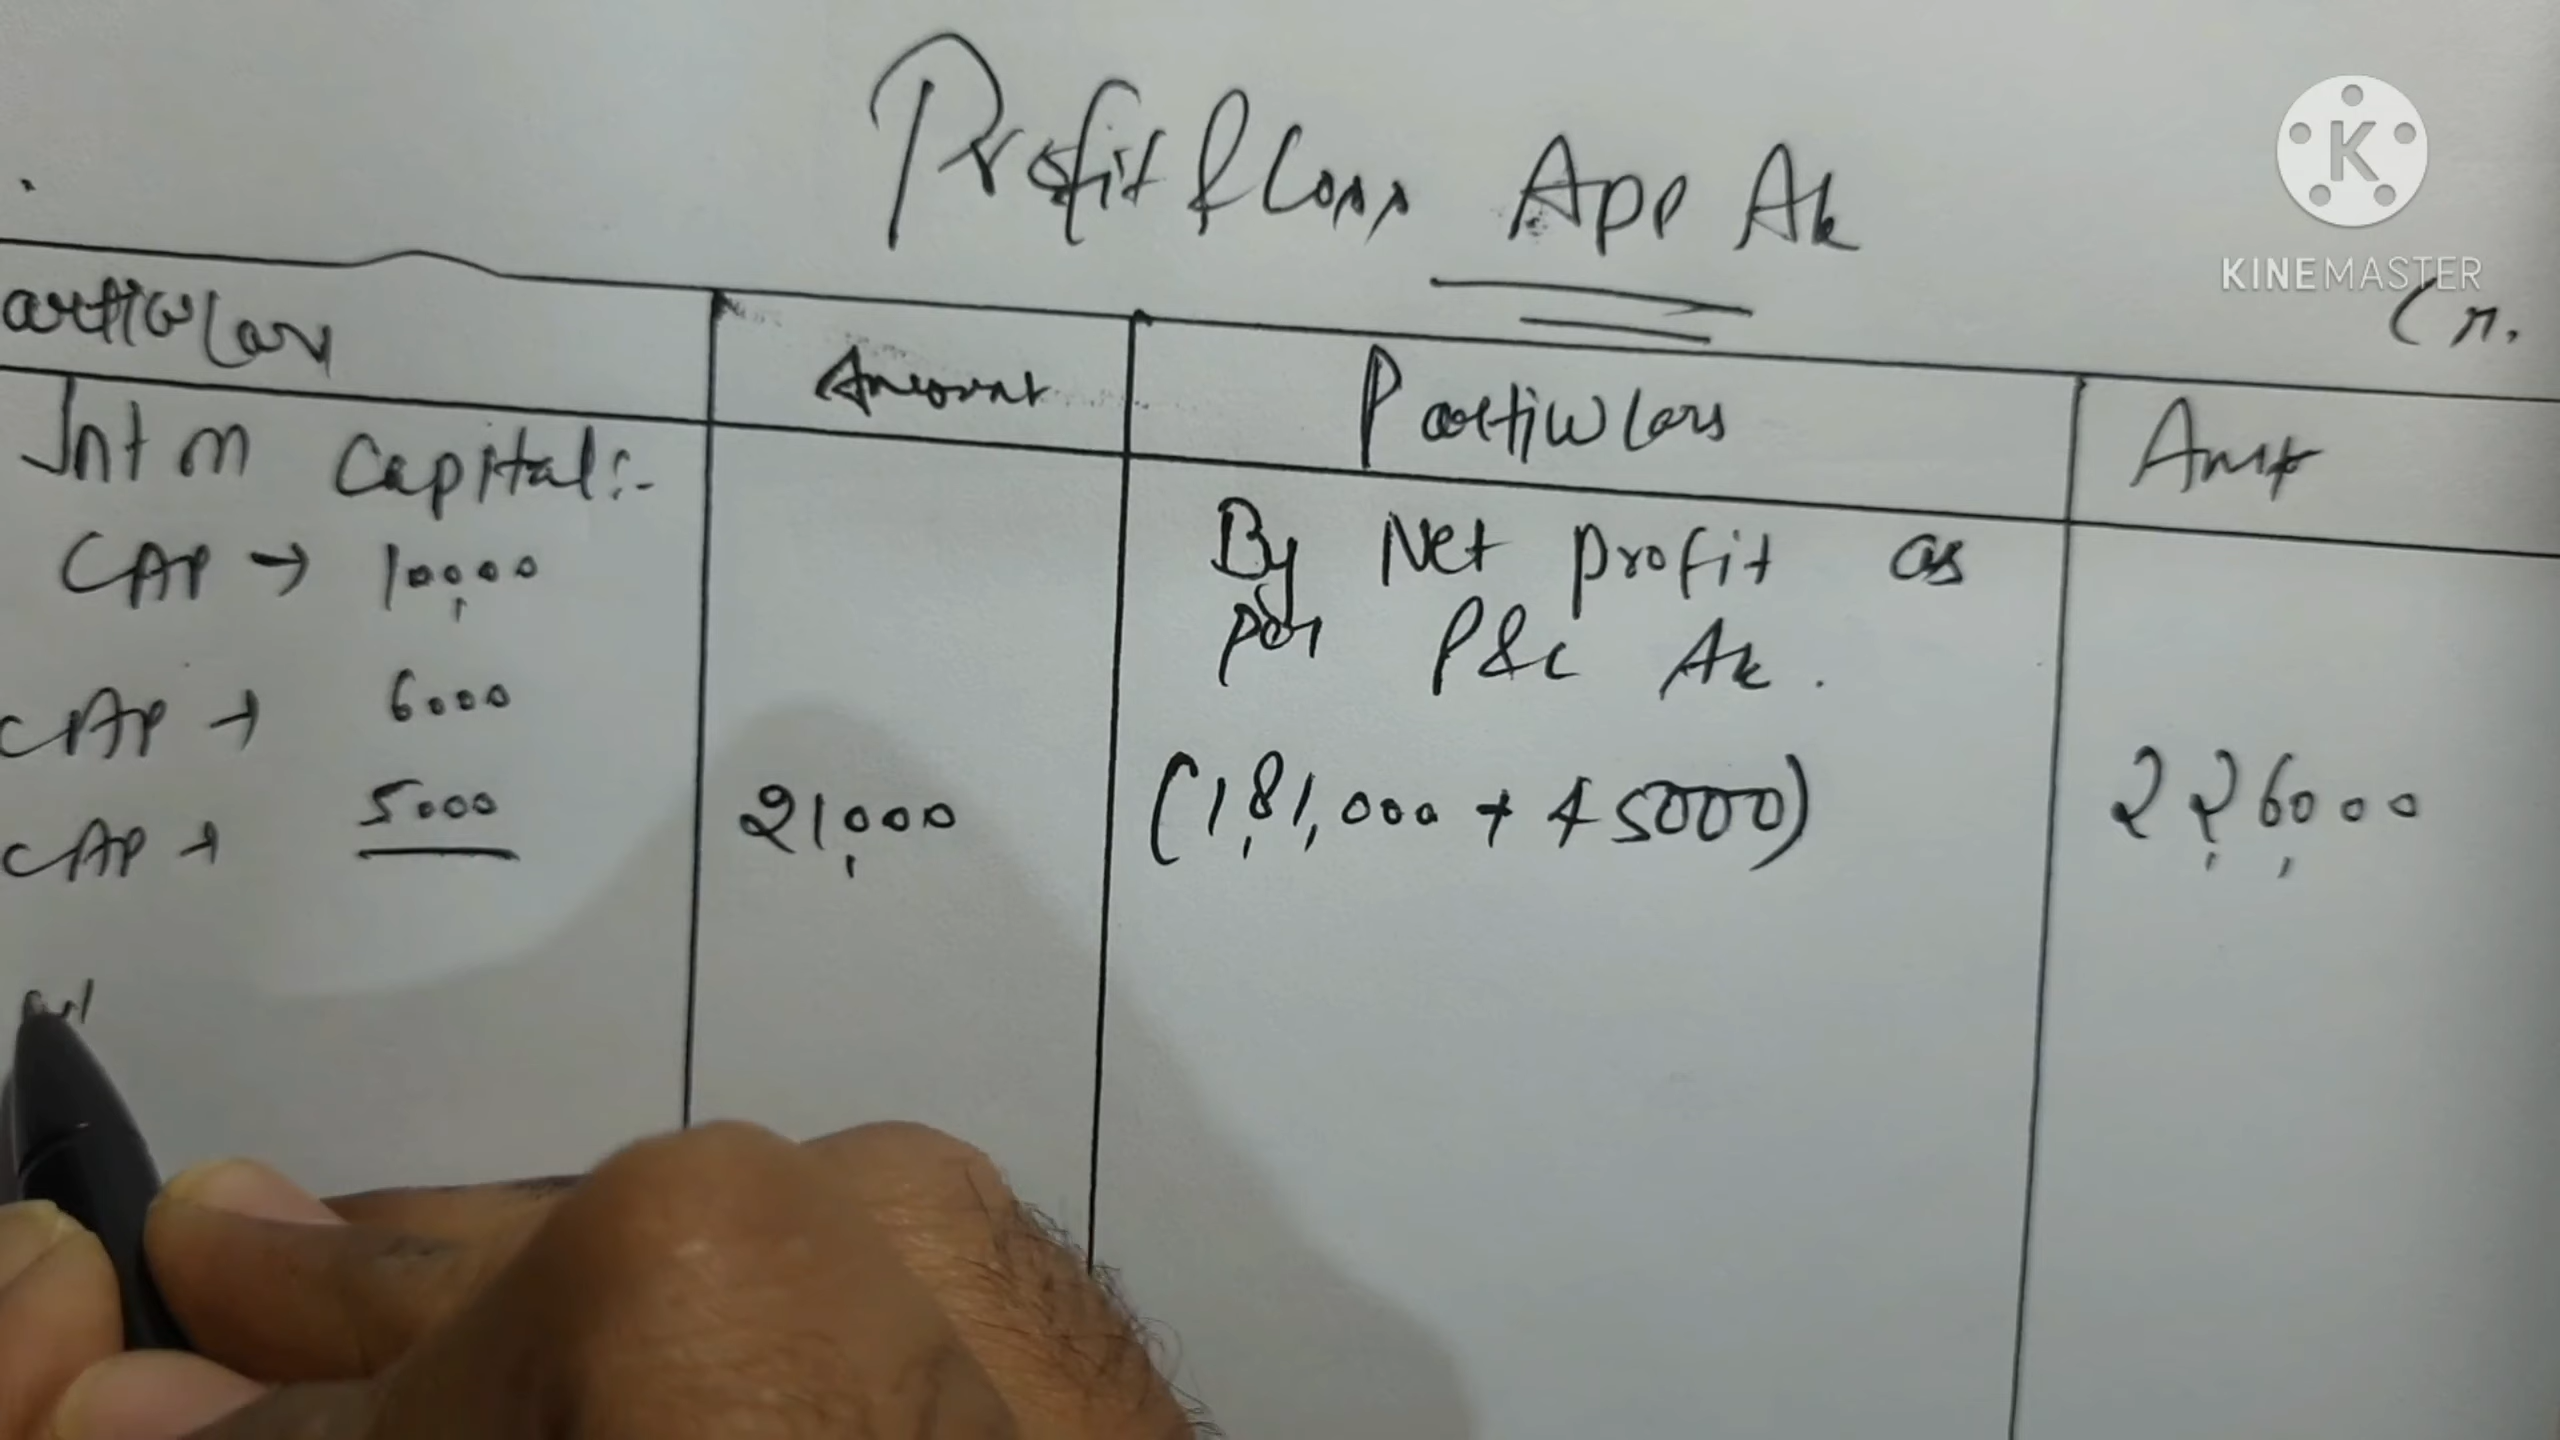 Profit & Loss App A/c
K
KINEMASTER
Cr.
articulars
Amount
Particulars
Amt
Int on Capital:-
CAP → 10,000
CAP → 6000
CAP → 5000
21,000
By Net profit as
per P&L A/c.
(1,81,000 + 45000)
2,26,000